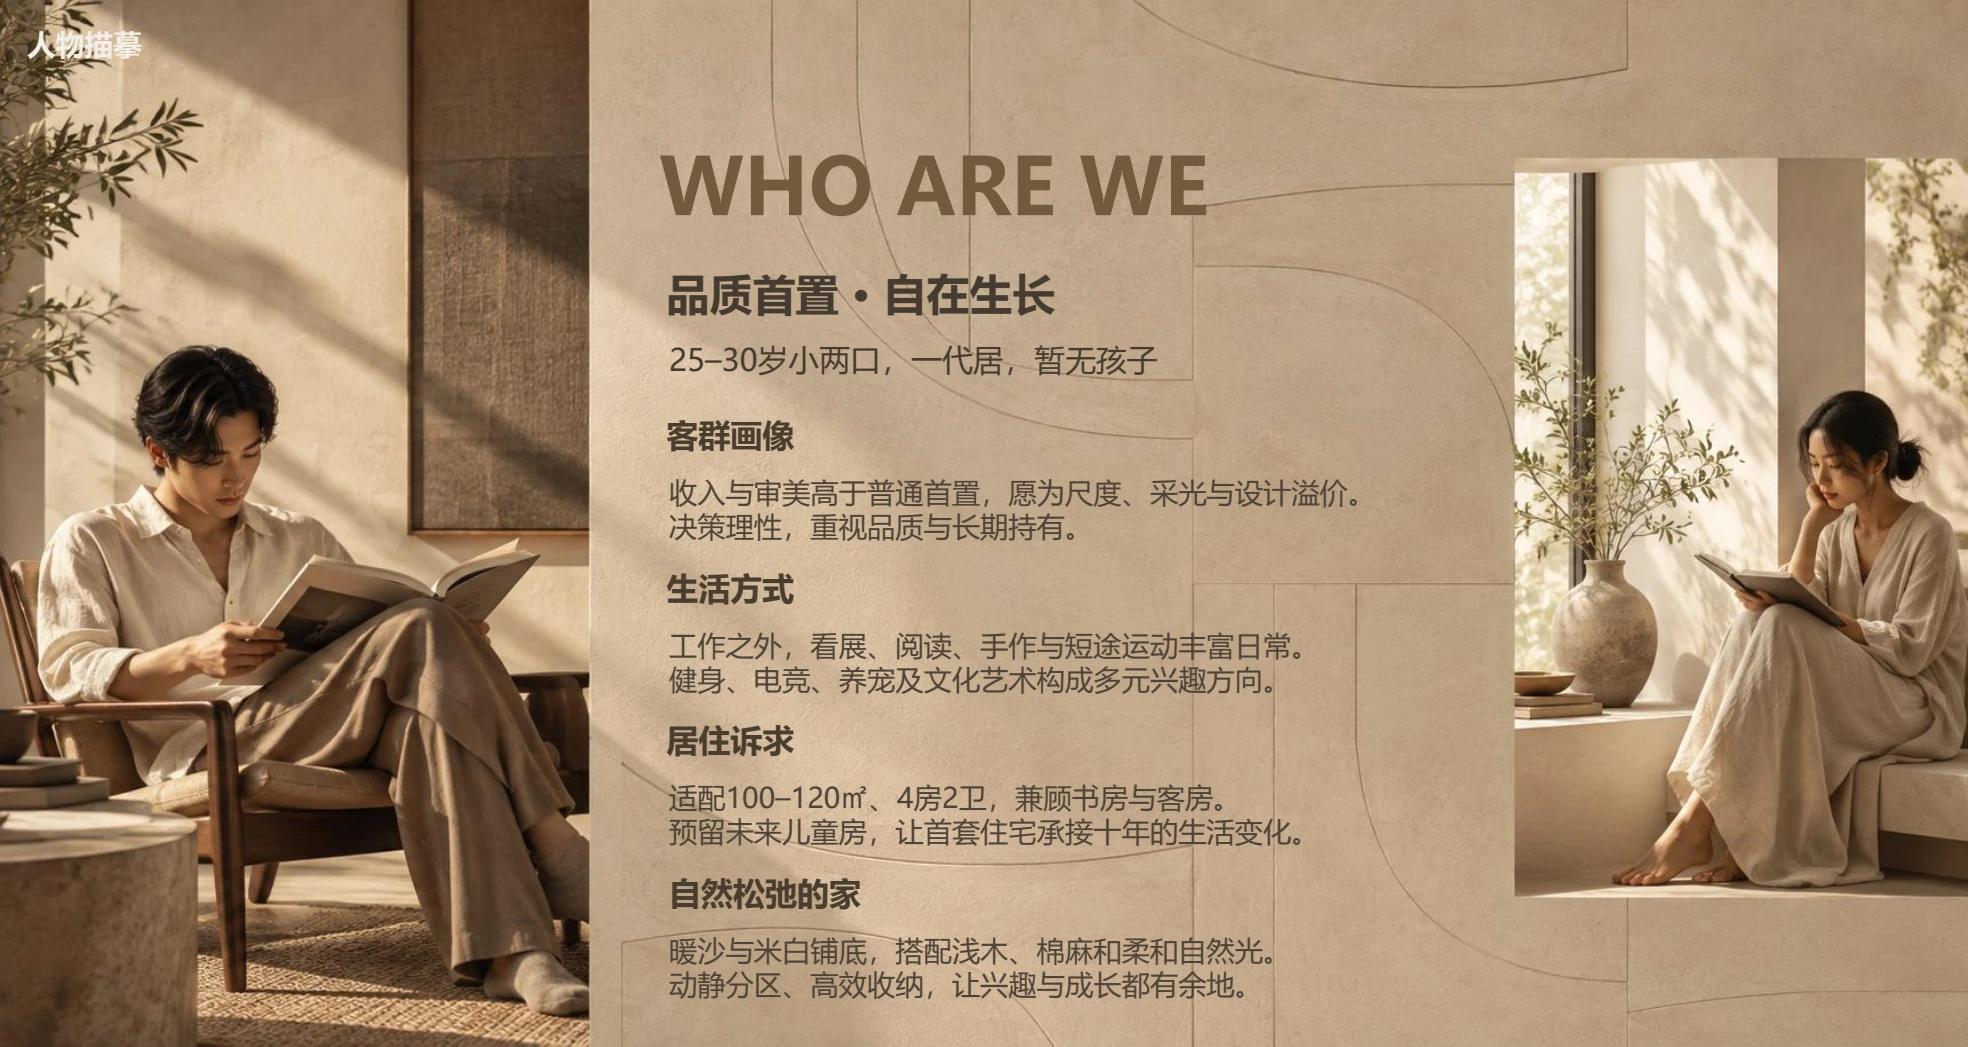 人物描摹
WHO ARE WE
品质首置·自在生长
25–30岁小两口，一代居，暂无孩子
客群画像
收入与审美高于普通首置，愿为尺度、采光与设计溢价。
决策理性，重视品质与长期持有。
生活方式
工作之外，看展、阅读、手作与短途运动丰富日常。
健身、电竞、养宠及文化艺术构成多元兴趣方向。
居住诉求
适配100–120㎡、4房2卫，兼顾书房与客房。
预留未来儿童房，让首套住宅承接十年的生活变化。
自然松弛的家
暖沙与米白铺底，搭配浅木、棉麻和柔和自然光。
动静分区、高效收纳，让兴趣与成长都有余地。